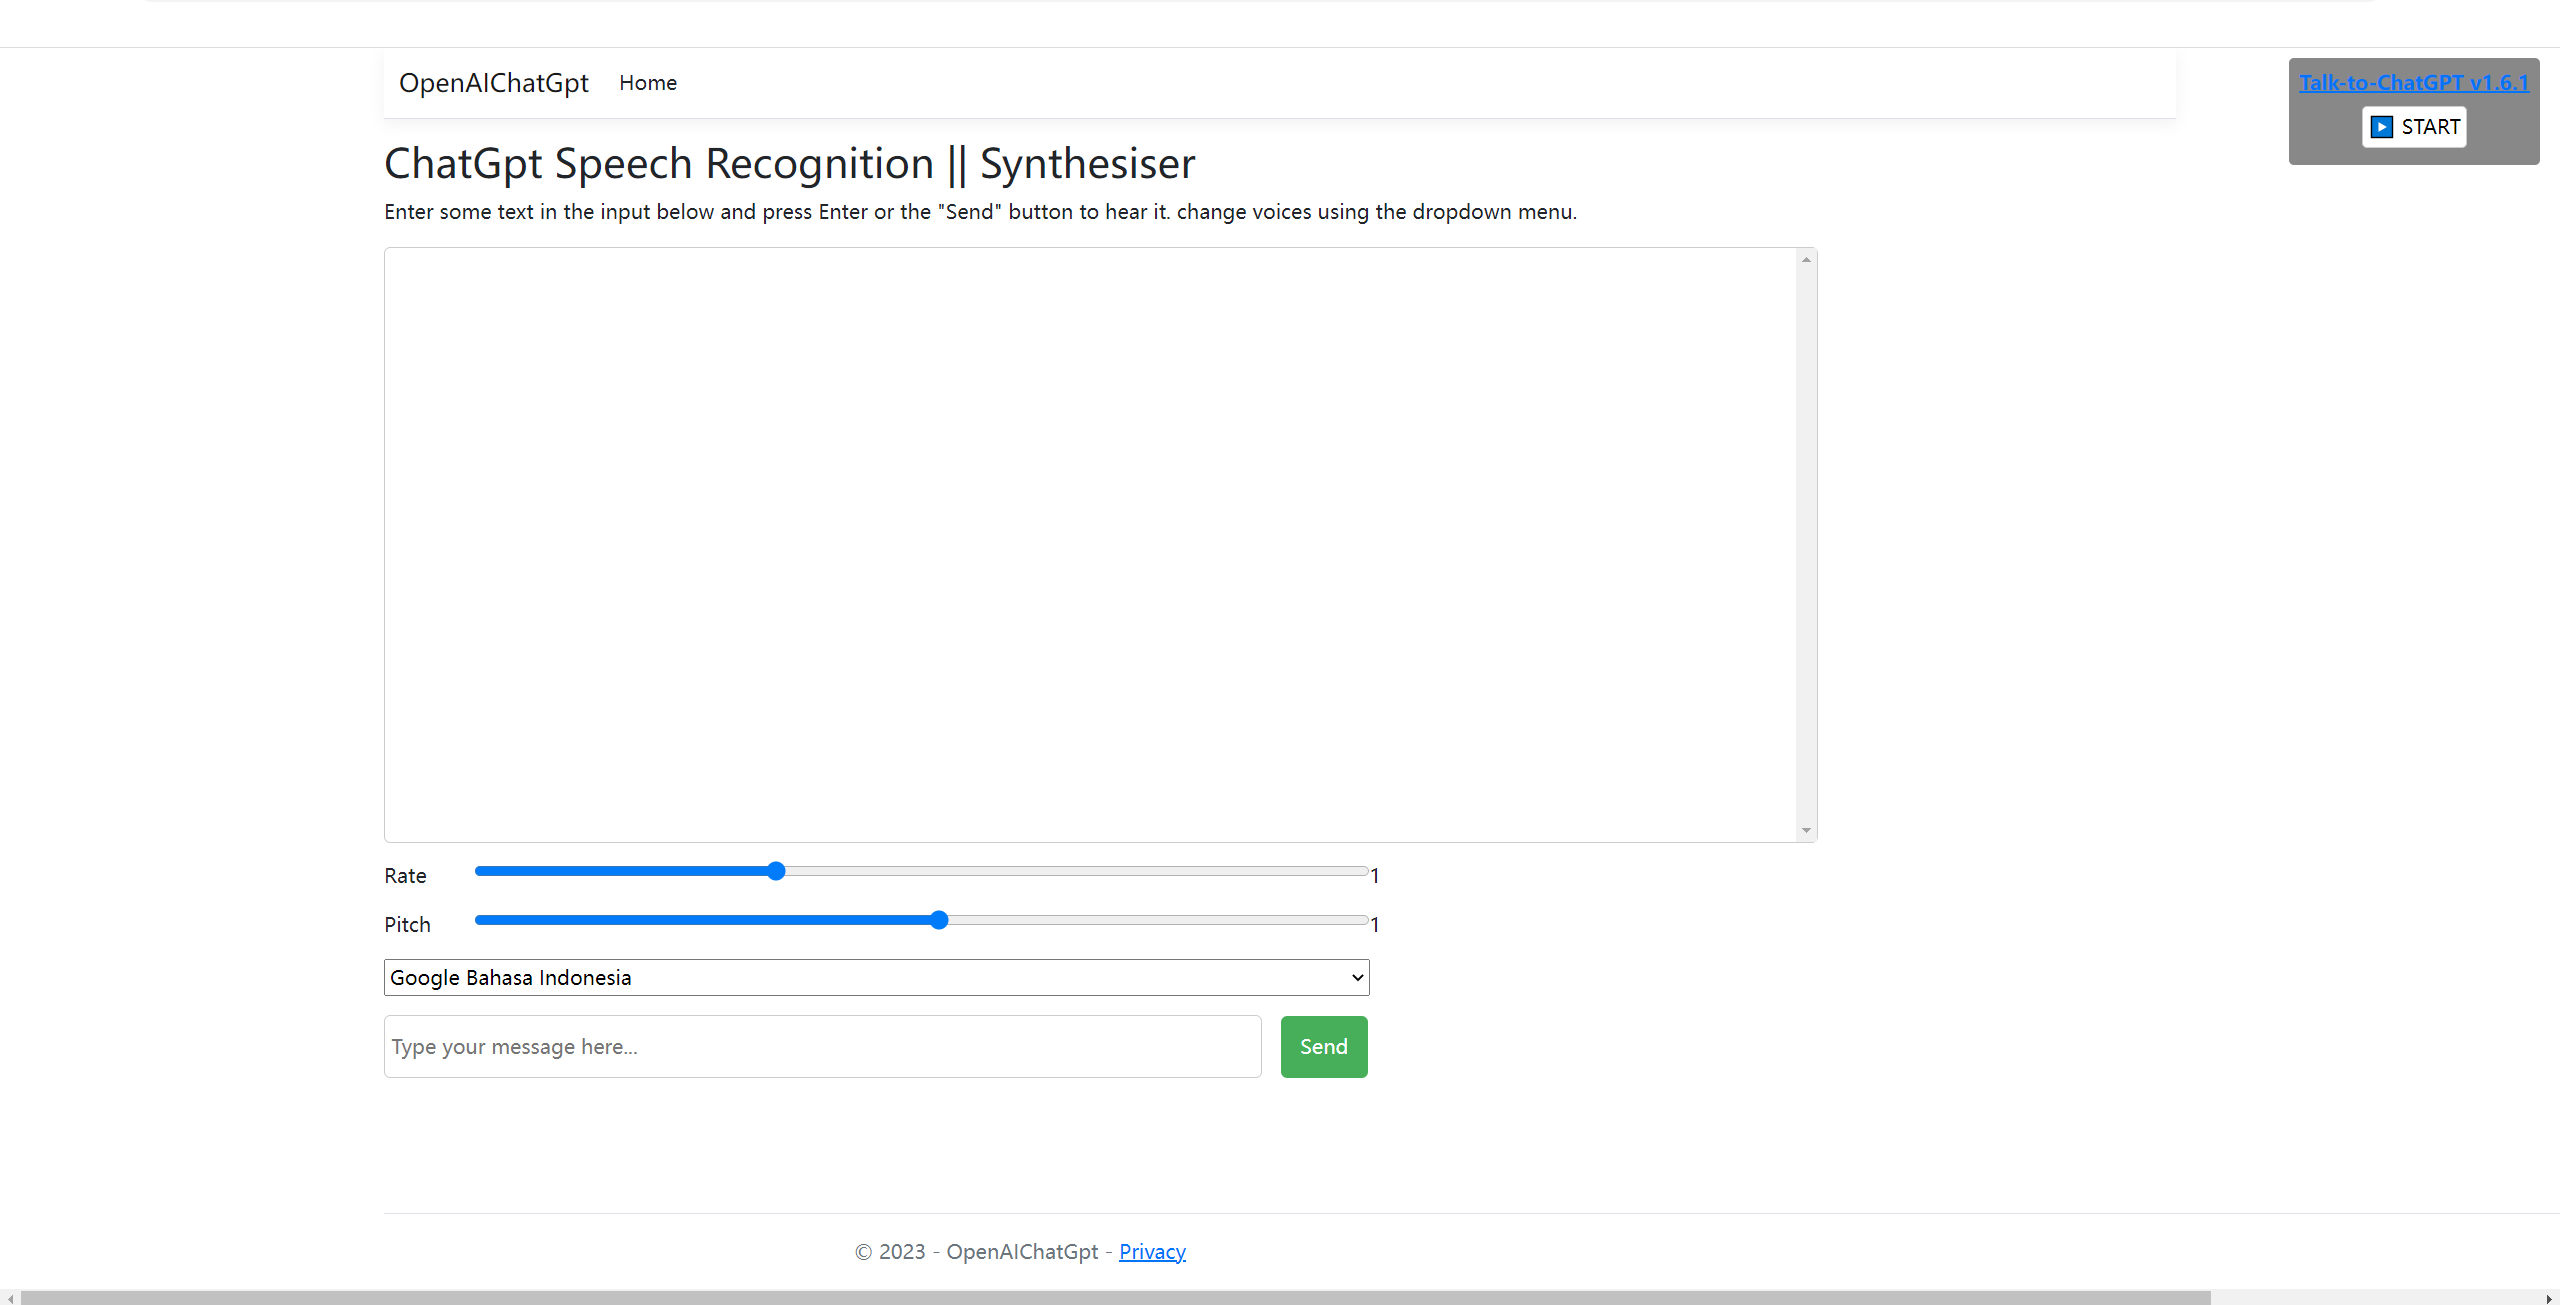 OpenAIChatGpt Home
Talk-to-ChatGPT v1.6.1
START
ChatGpt Speech Recognition || Synthesiser
Enter some text in the input below and press Enter or the "Send" button to hear it. change voices using the dropdown menu.
Rate 1
Pitch 1
Google Bahasa Indonesia
Type your message here... Send
© 2023 - OpenAIChatGpt - Privacy